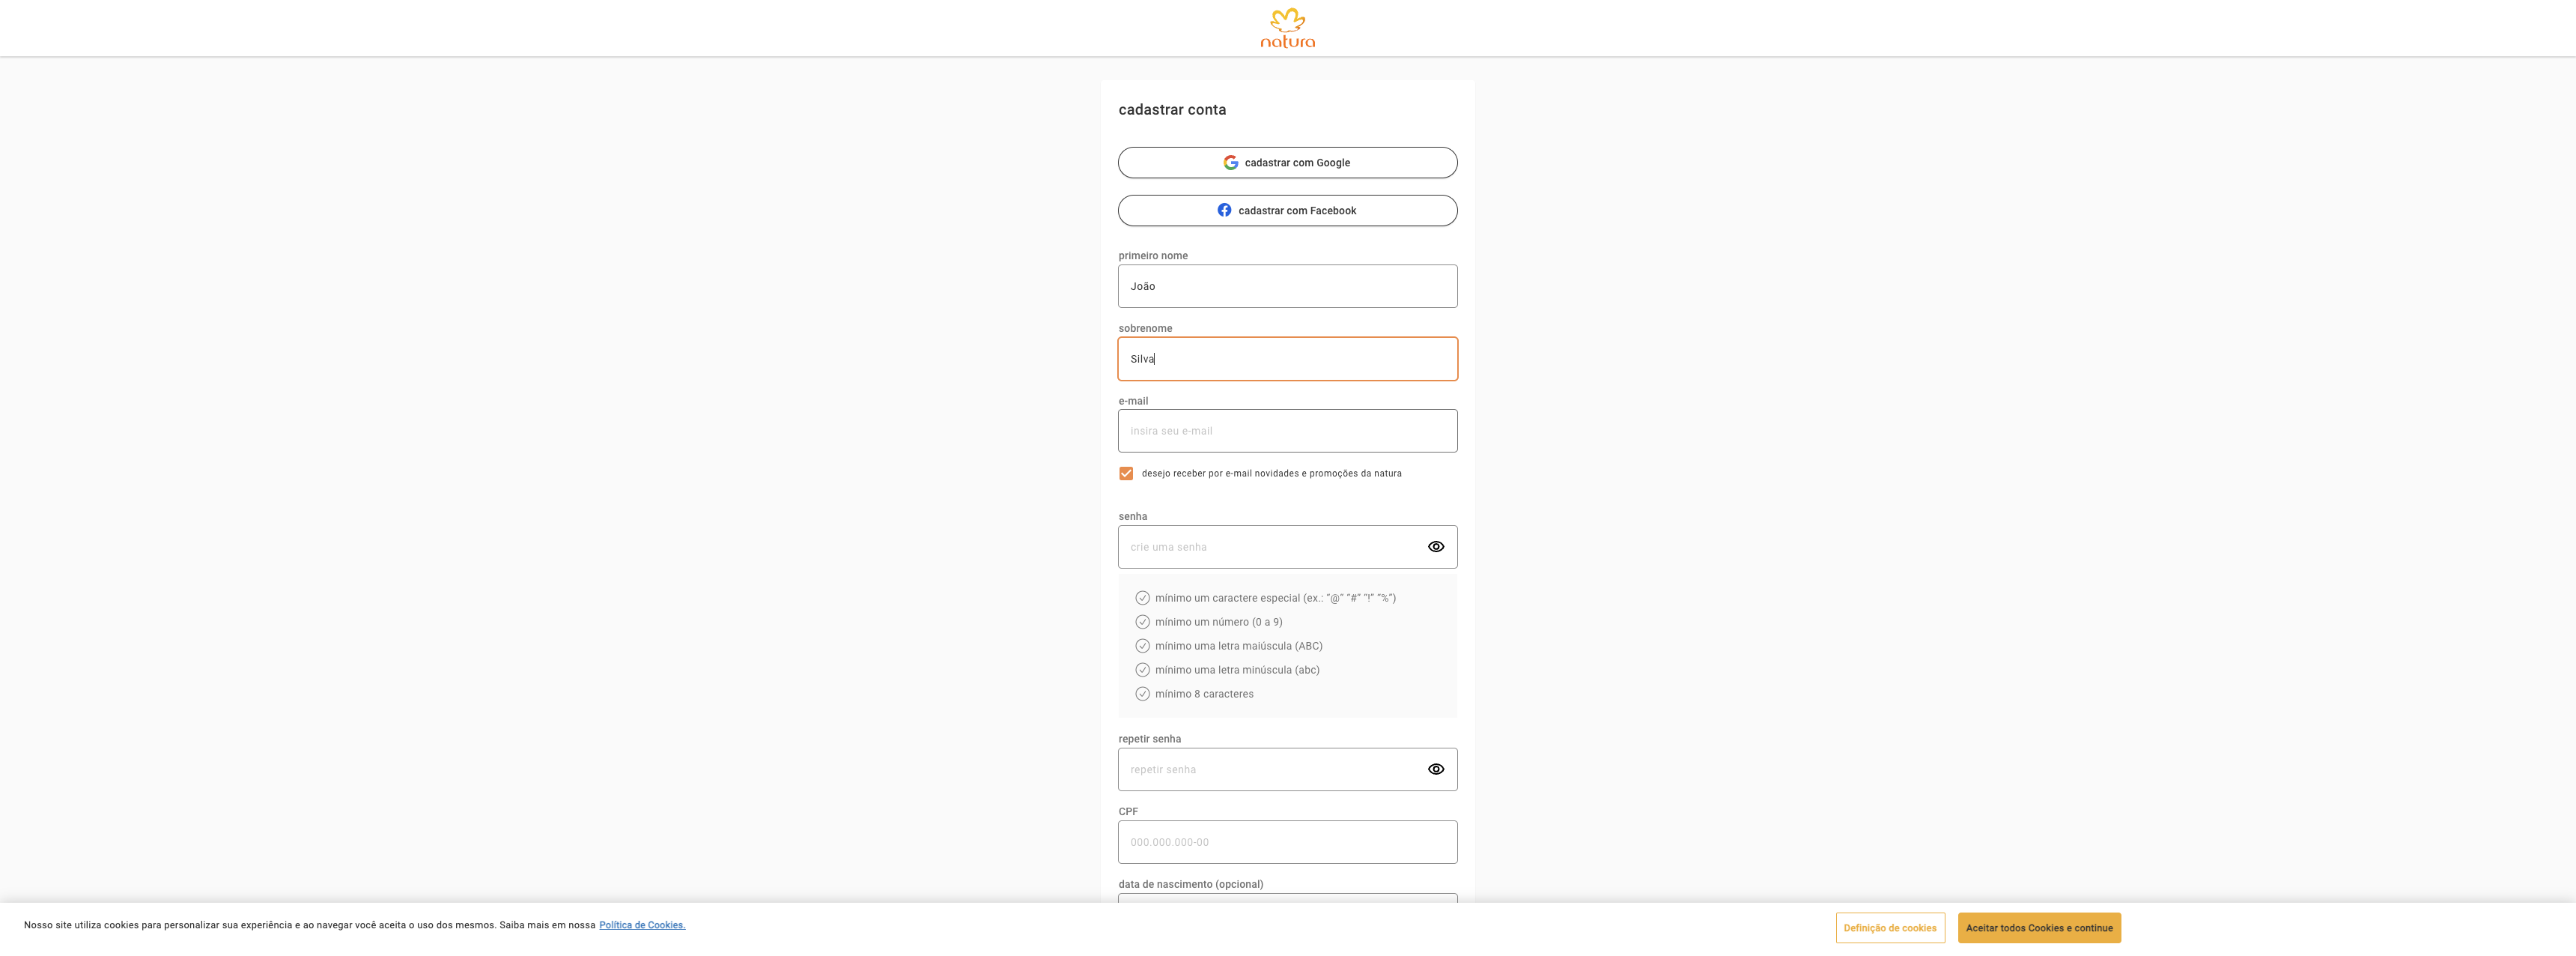 natura
cadastrar conta
cadastrar com Google
cadastrar com Facebook
primeiro nome
João
sobrenome
Silva
e-mail
insira seu e-mail
desejo receber por e-mail novidades e promoções da natura
senha
crie uma senha
mínimo um caractere especial (ex.: “@” “#” “!” “%”)
mínimo um número (0 a 9)
mínimo uma letra maiúscula (ABC)
mínimo uma letra minúscula (abc)
mínimo 8 caracteres
repetir senha
repetir senha
CPF
000.000.000-00
data de nascimento (opcional)
Nosso site utiliza cookies para personalizar sua experiência e ao navegar você aceita o uso dos mesmos. Saiba mais em nossa Política de Cookies.
Definição de cookies
Aceitar todos Cookies e continue